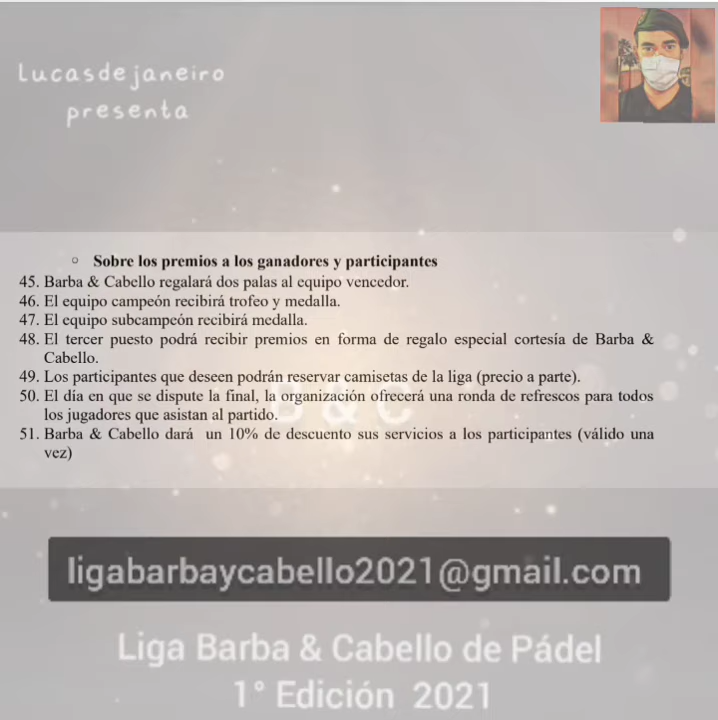 Lucasdejaneiro
presenta
○ Sobre los premios a los ganadores y participantes
45. Barba & Cabello regalará dos palas al equipo vencedor.
46. El equipo campeón recibirá trofeo y medalla.
47. El equipo subcampeón recibirá medalla.
48. El tercer puesto podrá recibir premios en forma de regalo especial cortesía de Barba &
Cabello.
49. Los participantes que deseen podrán reservar camisetas de la liga (precio a parte).
50. El día en que se dispute la final, la organización ofrecerá una ronda de refrescos para todos
los jugadores que asistan al partido.
B & C
51. Barba & Cabello dará un 10% de descuento sus servicios a los participantes (válido una
vez)
ligabarbaycabello2021@gmail.com
Liga Barba & Cabello de Pádel
1° Edición 2021